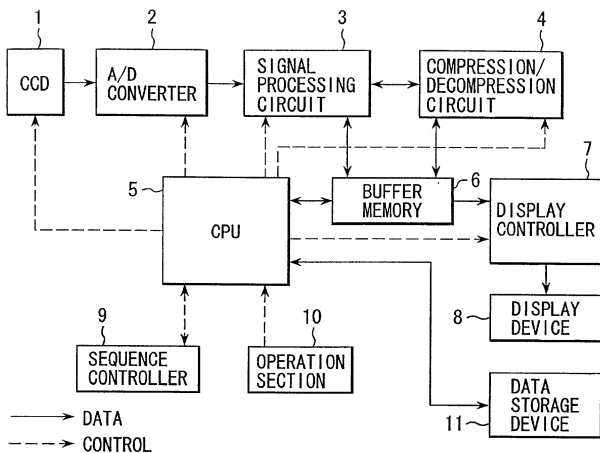 1
2
3
4
CCD
A/D
CONVERTER
SIGNAL
PROCESSING
CIRCUIT
COMPRESSION/
DECOMPRESSION
CIRCUIT
5
CPU
BUFFER
MEMORY
6
7
DISPLAY
CONTROLLER
8
DISPLAY
DEVICE
9
SEQUENCE
CONTROLLER
10
OPERATION
SECTION
DATA
STORAGE
DEVICE
11
DATA
CONTROL